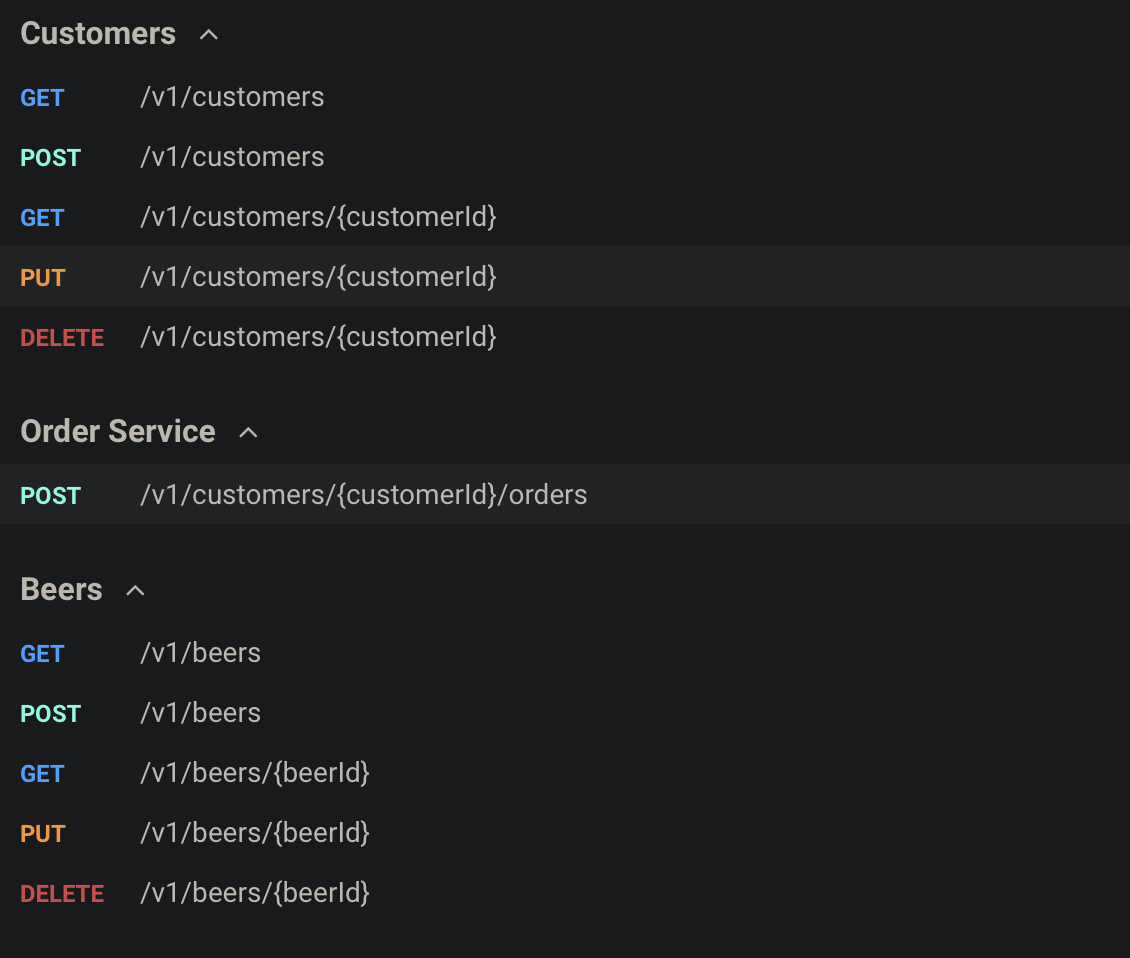 Customers
GET /v1/customers
POST /v1/customers
GET /v1/customers/{customerId}
PUT /v1/customers/{customerId}
DELETE /v1/customers/{customerId}
Order Service
POST /v1/customers/{customerId}/orders
Beers
GET /v1/beers
POST /v1/beers
GET /v1/beers/{beerId}
PUT /v1/beers/{beerId}
DELETE /v1/beers/{beerId}